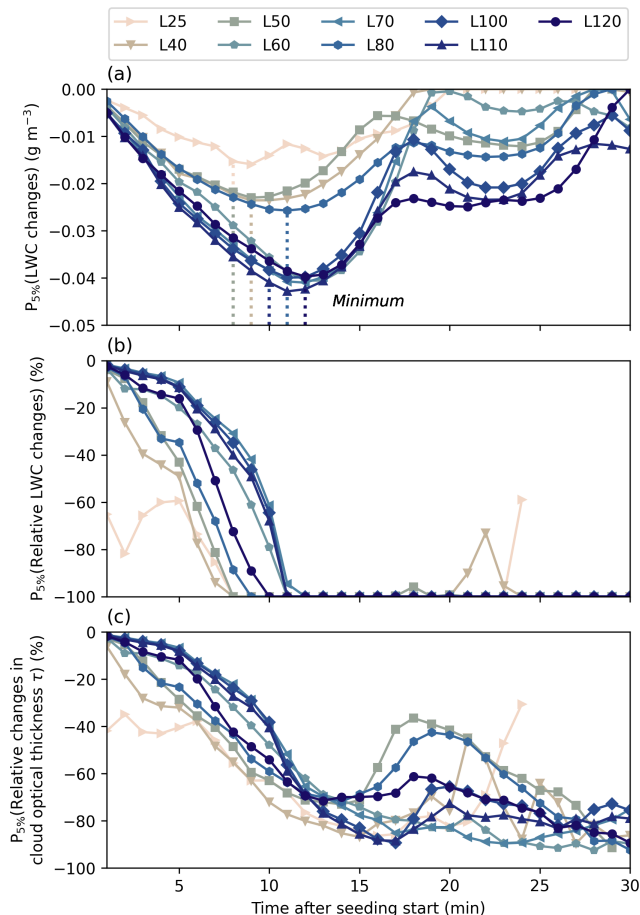 L25 L50 L70 L100 L120
L40 L60 L80 L110
(a)
0.00
−0.01
−0.02
−0.03
−0.04
−0.05
P5%(LWC changes) (g m−3)
Minimum
(b)
0
−20
−40
−60
−80
−100
P5%(Relative LWC changes) (%)
(c)
0
−20
−40
−60
−80
−100
P5%(Relative changes in
cloud optical thickness τ) (%)
5 10 15 20 25 30
Time after seeding start (min)